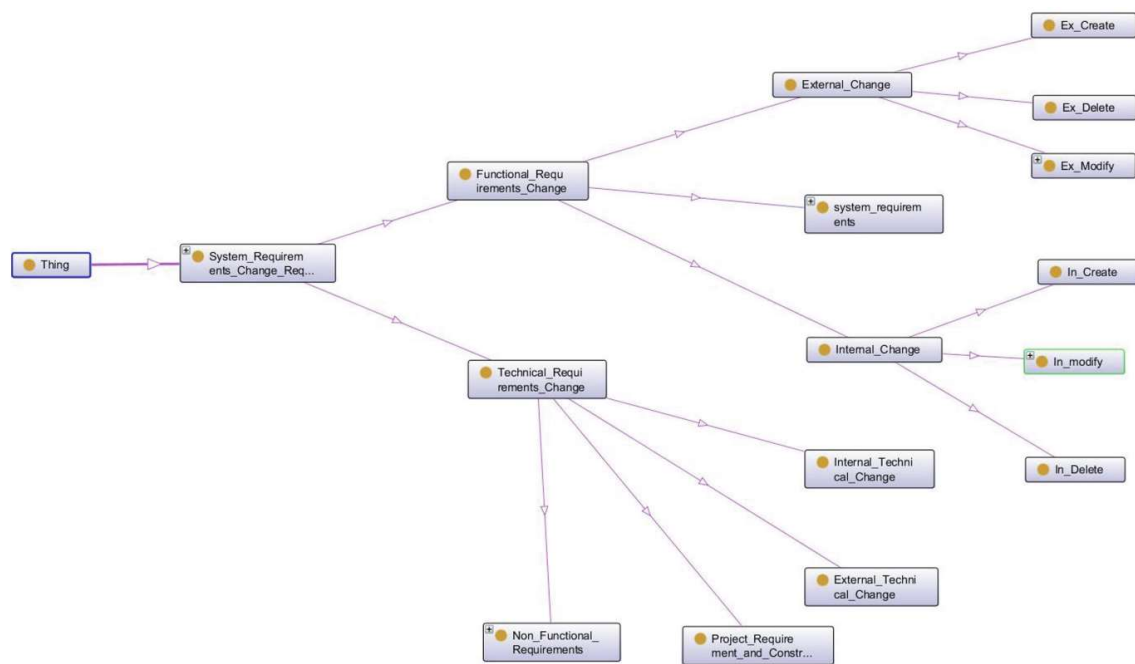 Ex_Create
External_Change
Ex_Delete
Ex_Modify
Functional_Requ
irements_Change
system_requirem
ents
Thing
System_Requirem
ents_Change_Req...
In_Create
Internal_Change
In_modify
Technical_Requi
rements_Change
Internal_Techni
cal_Change
In_Delete
External_Techni
cal_Change
Non_Functional_
Requirements
Project_Require
ment_and_Constr...